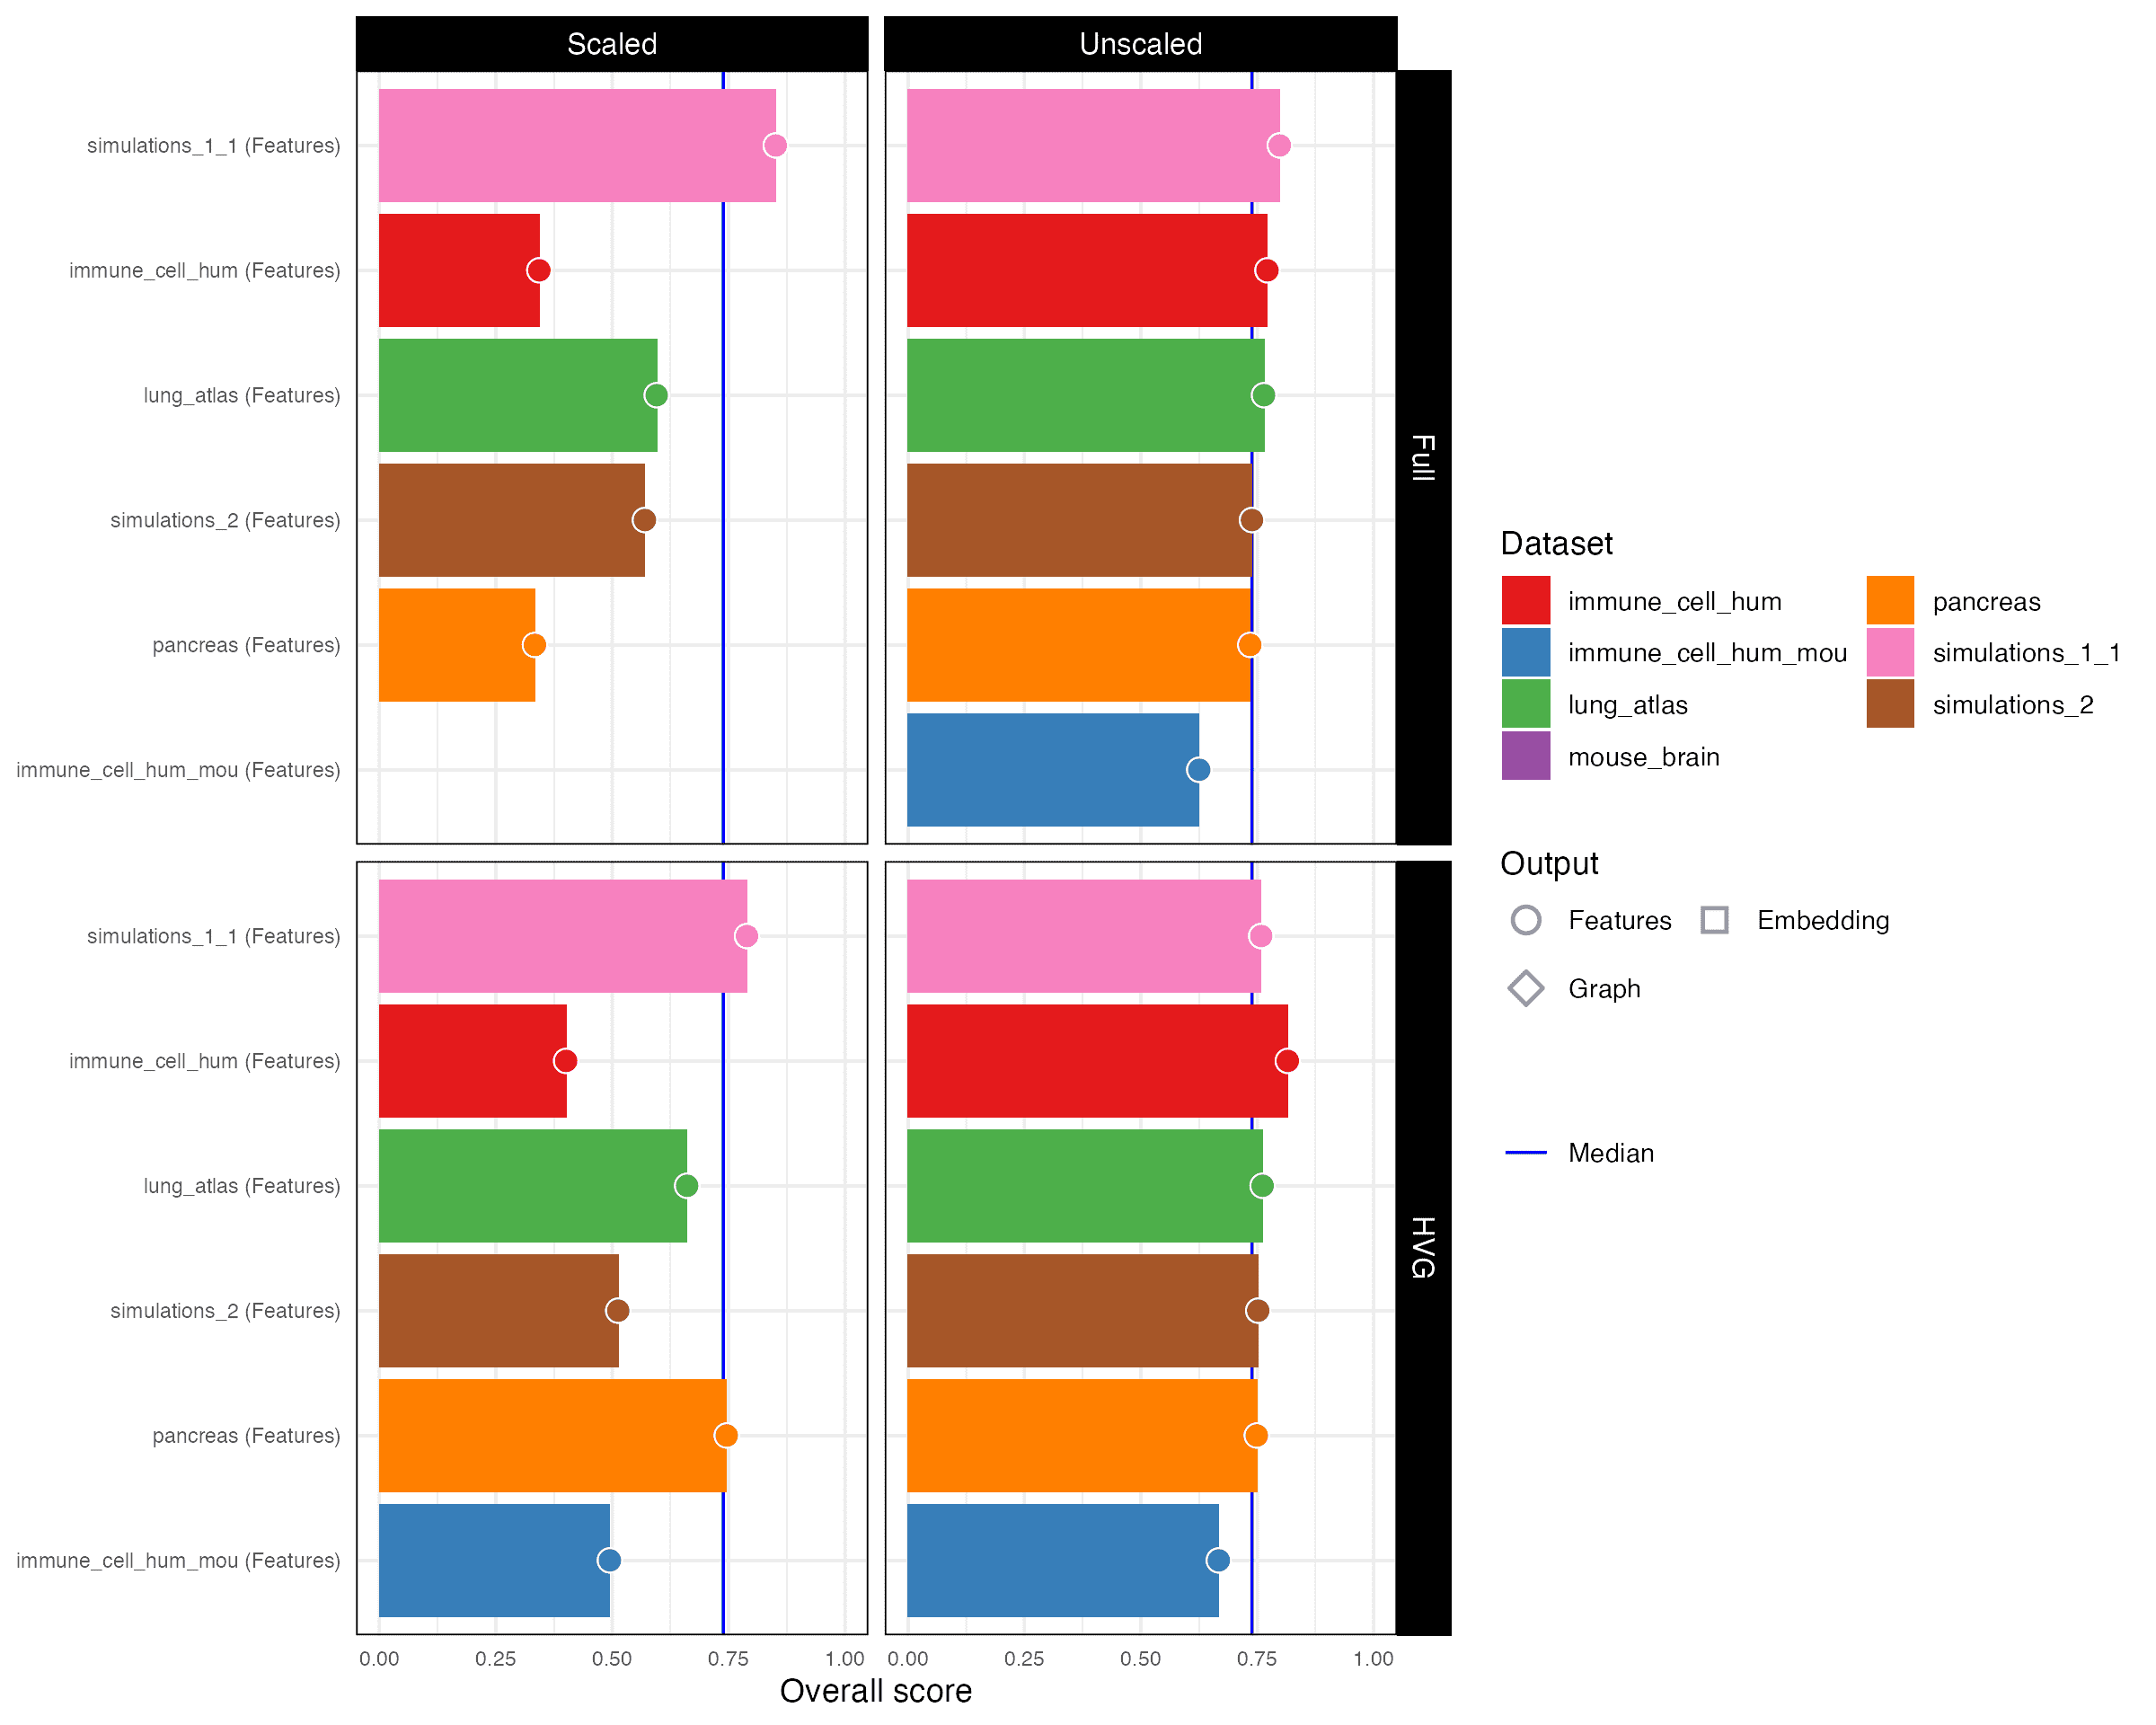 Scaled
Unscaled
simulations_1_1 (Features)
immune_cell_hum (Features)
lung_atlas (Features)
simulations_2 (Features)
pancreas (Features)
immune_cell_hum_mou (Features)
Full
simulations_1_1 (Features)
immune_cell_hum (Features)
lung_atlas (Features)
simulations_2 (Features)
pancreas (Features)
immune_cell_hum_mou (Features)
HVG
0.00 0.25 0.50 0.75 1.00
0.00 0.25 0.50 0.75 1.00
Overall score
Dataset
immune_cell_hum
immune_cell_hum_mou
lung_atlas
mouse_brain
pancreas
simulations_1_1
simulations_2
Output
Features
Embedding
Graph
Median